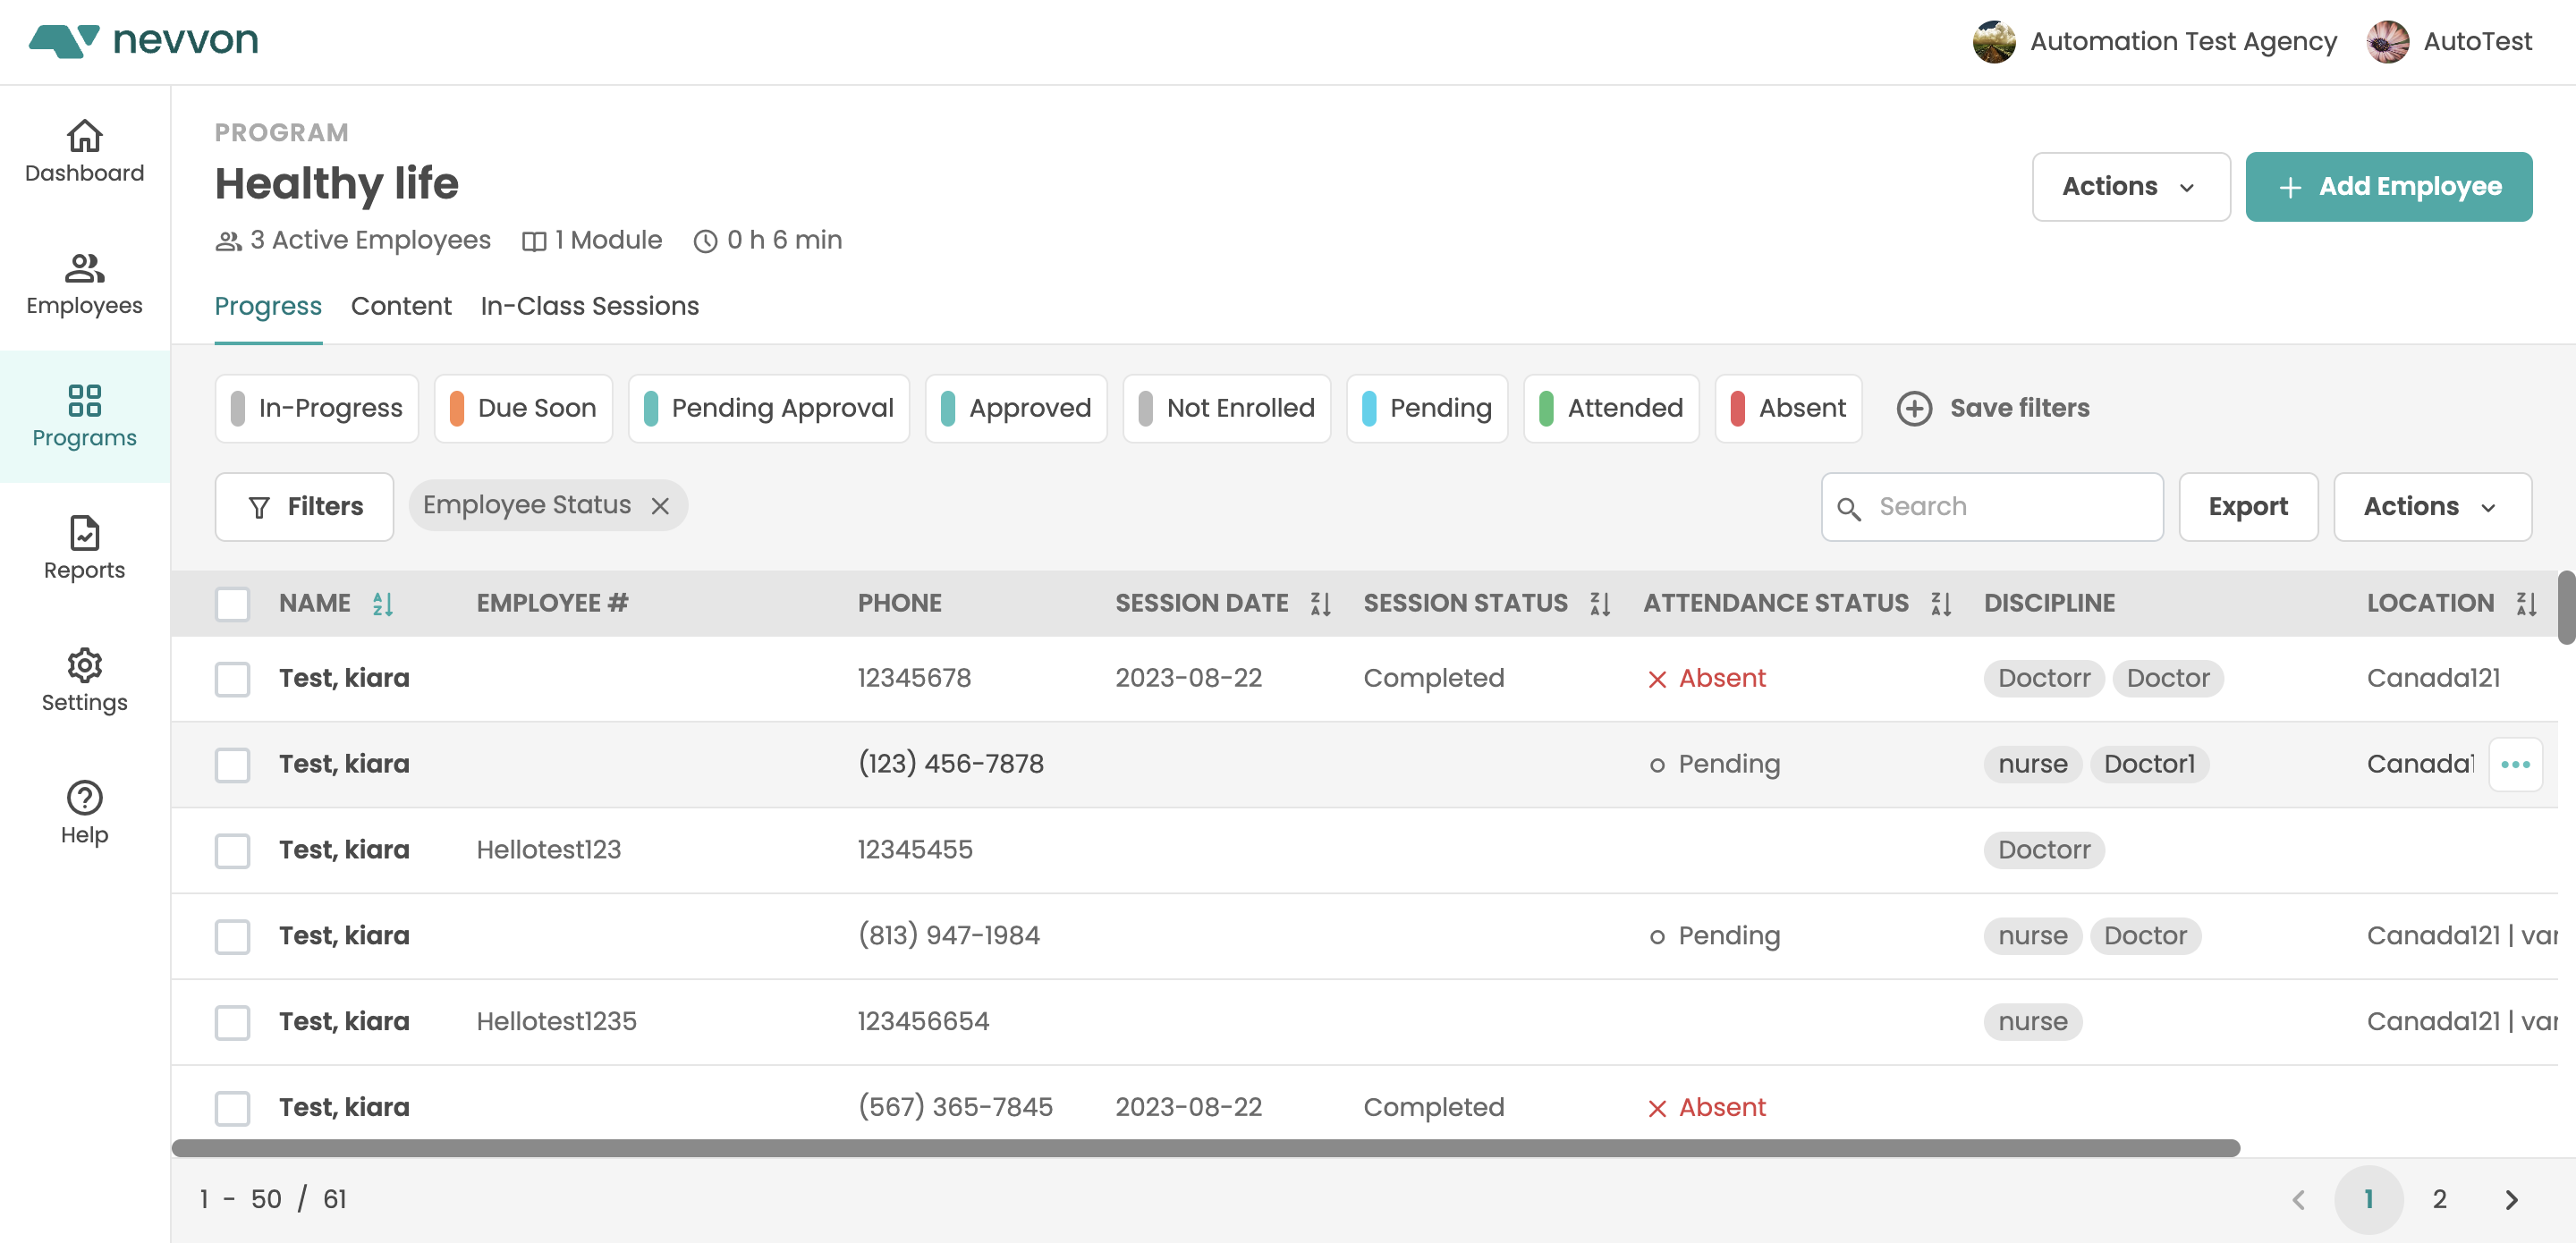 nevvon
Automation Test Agency
AutoTest
Dashboard
Employees
Programs
Reports
Settings
Help
PROGRAM
Healthy life
3 Active Employees 1 Module 0 h 6 min
Actions
Add Employee
Progress Content In-Class Sessions
In-Progress Due Soon Pending Approval Approved Not Enrolled Pending Attended Absent Save filters
Filters Employee Status Search Export Actions
NAME EMPLOYEE # PHONE SESSION DATE SESSION STATUS ATTENDANCE STATUS DISCIPLINE LOCATION
Test, kiara 12345678 2023-08-22 Completed Absent Doctorr Doctor Canada121
Test, kiara (123) 456-7878 Pending nurse Doctor1 Canada1
Test, kiara Hellotest123 12345455 Doctorr
Test, kiara (813) 947-1984 Pending nurse Doctor Canada121 | var
Test, kiara Hellotest1235 123456654 nurse Canada121 | var
Test, kiara (567) 365-7845 2023-08-22 Completed Absent
1 - 50 / 61
1 2